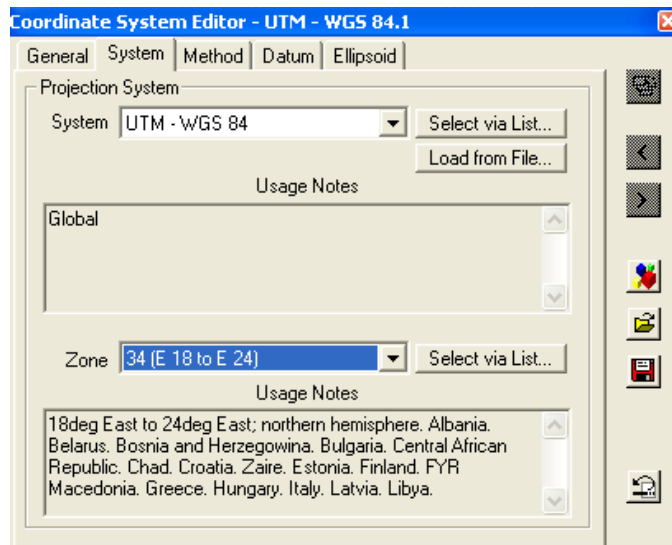 Coordinate System Editor - UTM - WGS 84.1
General System Method Datum Ellipsoid
Projection System
System UTM - WGS 84 Select via List...
Load from File...
Usage Notes
Global
Zone 34 (E 18 to E 24) Select via List...
Usage Notes
18deg East to 24deg East; northern hemisphere. Albania.
Belarus. Bosnia and Herzegowina. Bulgaria. Central African
Republic. Chad. Croatia. Zaire. Estonia. Finland. FYR
Macedonia. Greece. Hungary. Italy. Latvia. Libya.